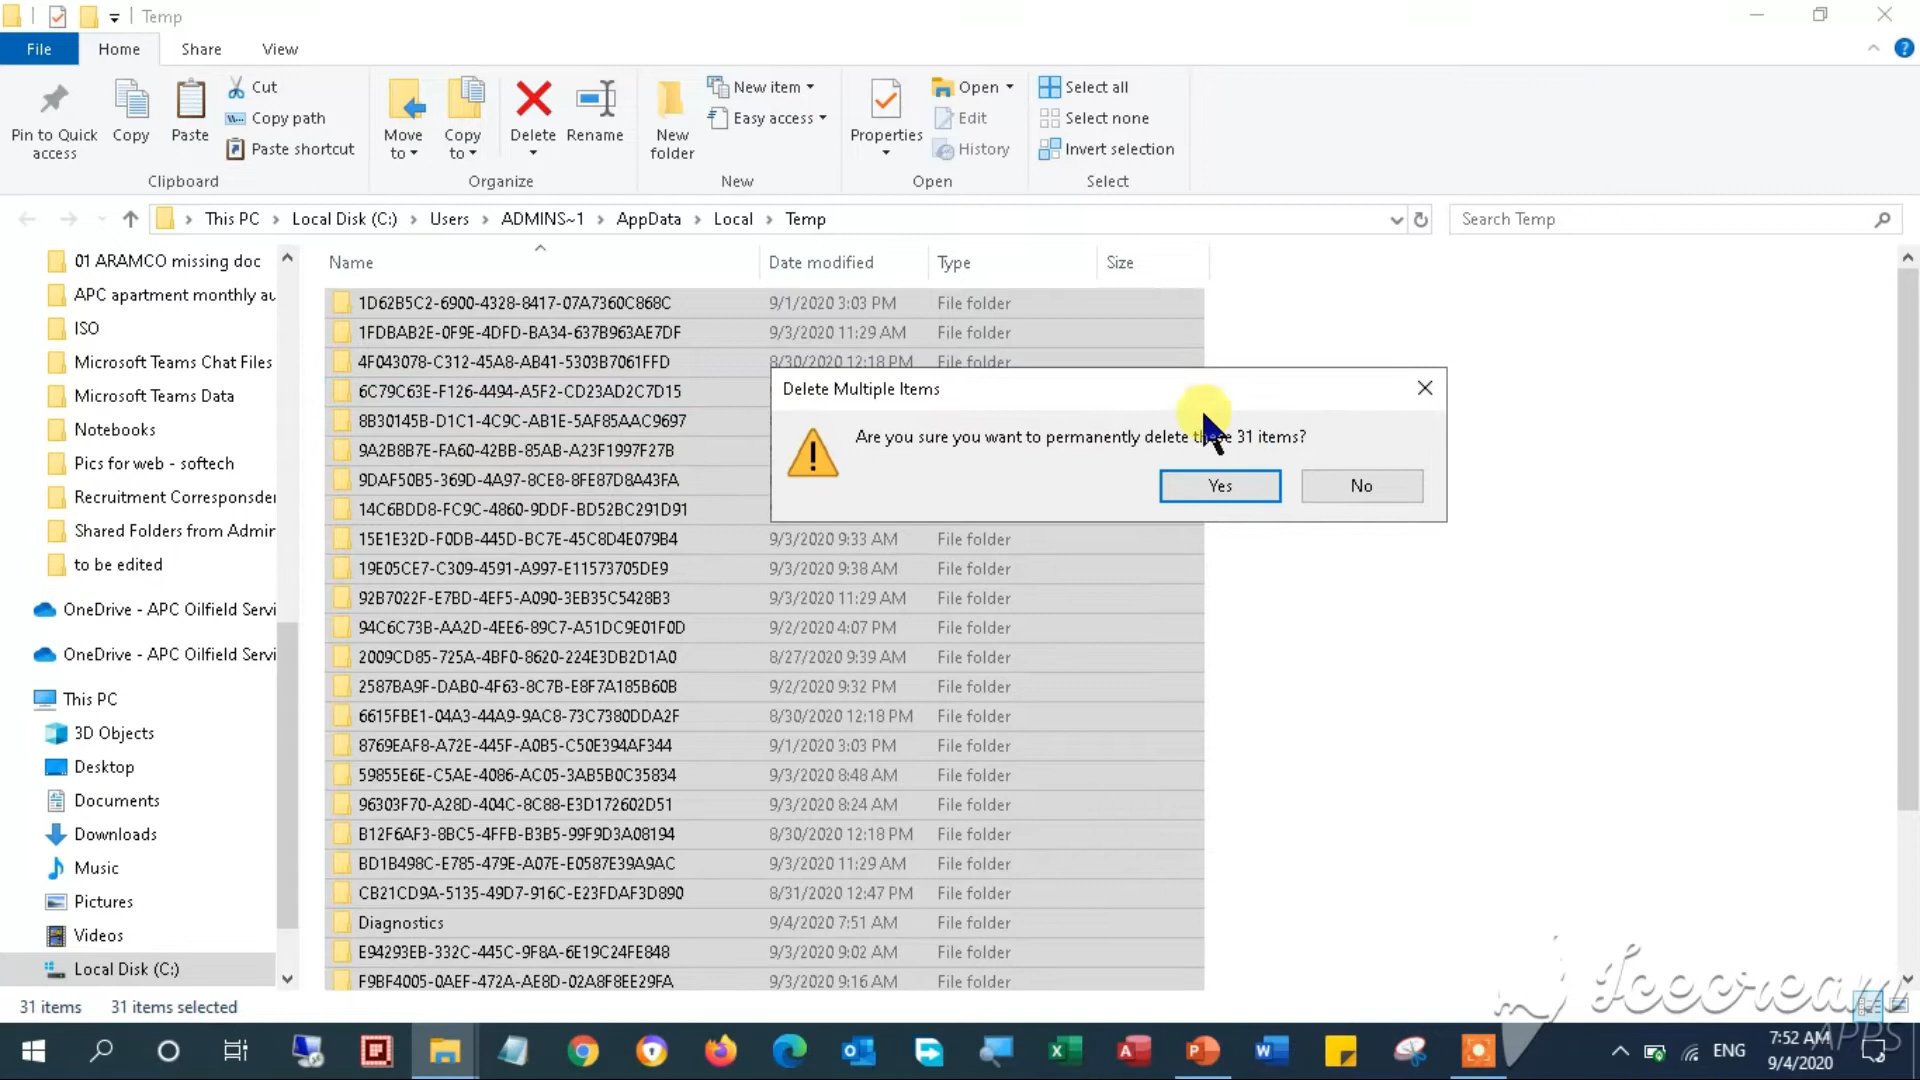 Temp
File Home Share View
Pin to Quick access
Copy
Paste
Cut
Copy path
Paste shortcut
Clipboard
Move to
Copy to
Delete
Rename
Organize
New folder
New item
Easy access
New
Properties
Open
Edit
History
Open
Select all
Select none
Invert selection
Select
This PC > Local Disk (C:) > Users > ADMINS~1 > AppData > Local > Temp
Search Temp
01 ARAMCO missing doc
APC apartment monthly au
ISO
Microsoft Teams Chat Files
Microsoft Teams Data
Notebooks
Pics for web - softech
Recruitment Corresponsder
Shared Folders from Admir
to be edited
OneDrive - APC Oilfield Servi
OneDrive - APC Oilfield Servi
This PC
3D Objects
Desktop
Documents
Downloads
Music
Pictures
Videos
Local Disk (C:)
Name Date modified Type Size
1D62B5C2-6900-4328-8417-07A7360C868C 9/1/2020 3:03 PM File folder
1FDBAB2E-0F9E-4DFD-BA34-637B963AE7DF 9/3/2020 11:29 AM File folder
4F043078-C312-45A8-AB41-5303B7061FFD 8/30/2020 12:18 PM File folder
6C79C63E-F126-4494-A5F2-CD23AD2C7D15
8B30145B-D1C1-4C9C-AB1E-5AF85AAC9697
9A2B8B7E-FA60-42BB-85AB-A23F1997F27B
9DAF50B5-369D-4A97-8CE8-8FE87D8A43FA
14C6BDD8-FC9C-4860-9DDF-BD52BC291D91
15E1E32D-F0DB-445D-BC7E-45C8D4E079B4 9/3/2020 9:33 AM File folder
19E05CE7-C309-4591-A997-E11573705DE9 9/3/2020 9:38 AM File folder
92B7022F-E7BD-4EF5-A090-3EB35C5428B3 9/3/2020 11:29 AM File folder
94C6C73B-AA2D-4EE6-89C7-A51DC9E01F0D 9/2/2020 4:07 PM File folder
2009CD85-725A-4BF0-8620-224E3DB2D1A0 8/27/2020 9:39 AM File folder
2587BA9F-DAB0-4F63-8C7B-E8F7A185B60B 9/2/2020 9:32 PM File folder
6615FBE1-04A3-44A9-9AC8-73C7380DDA2F 8/30/2020 12:18 PM File folder
8769EAF8-A72E-445F-A0B5-C50E394AF344 9/1/2020 3:03 PM File folder
59855E6E-C5AE-4086-AC05-3AB5B0C35834 9/3/2020 8:48 AM File folder
96303F70-A28D-404C-8C88-E3D172602D51 9/3/2020 8:24 AM File folder
B12F6AF3-8BC5-4FFB-B3B5-99F9D3A08194 8/30/2020 12:18 PM File folder
BD1B498C-E785-479E-A07E-E0587E39A9AC 9/3/2020 11:29 AM File folder
CB21CD9A-5135-49D7-916C-E23FDAF3D890 8/31/2020 12:47 PM File folder
Diagnostics 9/4/2020 7:51 AM File folder
E94293EB-332C-445C-9F8A-6E19C24FE848 9/3/2020 9:02 AM File folder
F9BF4005-0AEF-472A-AE8D-02A8F8EE29FA 9/3/2020 9:16 AM File folder
Delete Multiple Items
Are you sure you want to permanently delete these 31 items?
Yes No
31 items 31 items selected
Icecream
APPS
ENG
7:52 AM
9/4/2020